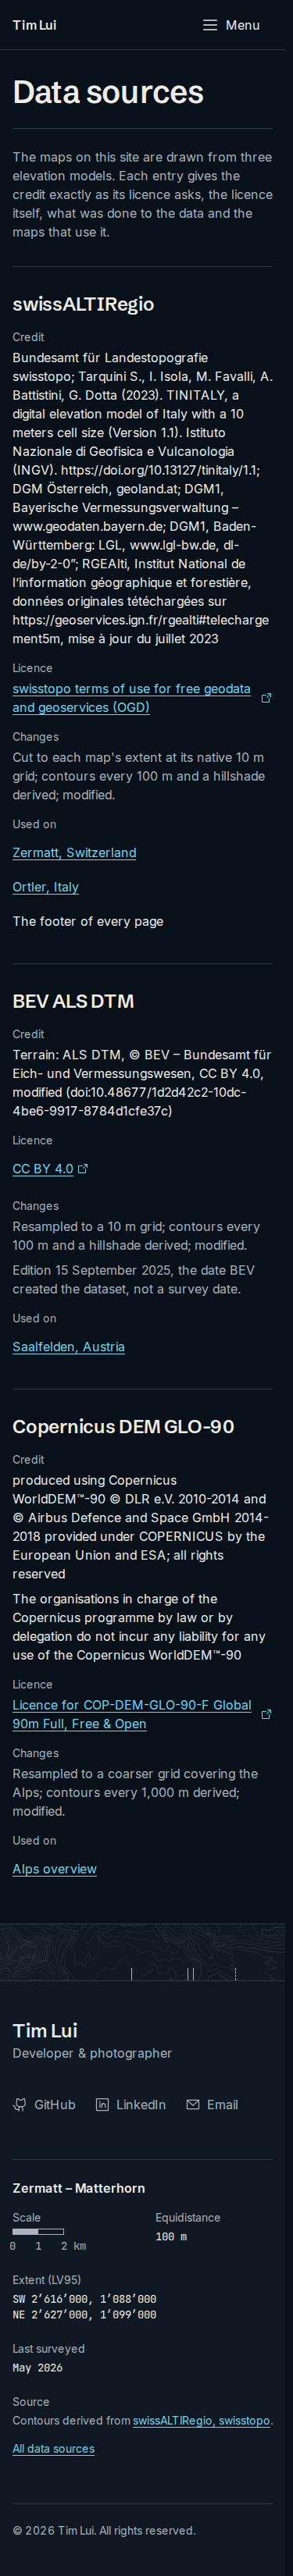 Tim Lui
Menu
Data sources
The maps on this site are drawn from three
elevation models. Each entry gives the
credit exactly as its licence asks, the licence
itself, what was done to the data and the
maps that use it.
swissALTIRegio
Credit
Bundesamt für Landestopografie
swisstopo; Tarquini S., I. Isola, M. Favalli, A.
Battistini, G. Dotta (2023). TINITALY, a
digital elevation model of Italy with a 10
meters cell size (Version 1.1). Istituto
Nazionale di Geofisica e Vulcanologia
(INGV). https://doi.org/10.13127/tinitaly/1.1;
DGM Österreich, geoland.at; DGM1,
Bayerische Vermessungsverwaltung –
www.geodaten.bayern.de; DGM1, Baden-
Württemberg: LGL, www.lgl-bw.de, dl-
de/by-2-0”; RGEAlti, Institut National de
l’information géographique et forestière,
données originales tétéchargées sur
https://geoservices.ign.fr/rgealti#telecharge
ment5m, mise à jour du juillet 2023
Licence
swisstopo terms of use for free geodata
and geoservices (OGD)
Changes
Cut to each map's extent at its native 10 m
grid; contours every 100 m and a hillshade
derived; modified.
Used on
Zermatt, Switzerland
Ortler, Italy
The footer of every page
BEV ALS DTM
Credit
Terrain: ALS DTM, © BEV – Bundesamt für
Eich- und Vermessungswesen, CC BY 4.0,
modified (doi:10.48677/1d2d42c2-10dc-
4be6-9917-8784d1cfe37c)
Licence
CC BY 4.0
Changes
Resampled to a 10 m grid; contours every
100 m and a hillshade derived; modified.
Edition 15 September 2025, the date BEV
created the dataset, not a survey date.
Used on
Saalfelden, Austria
Copernicus DEM GLO-90
Credit
produced using Copernicus
WorldDEM™-90 © DLR e.V. 2010-2014 and
© Airbus Defence and Space GmbH 2014-
2018 provided under COPERNICUS by the
European Union and ESA; all rights
reserved
The organisations in charge of the
Copernicus programme by law or by
delegation do not incur any liability for any
use of the Copernicus WorldDEM™-90
Licence
Licence for COP-DEM-GLO-90-F Global
90m Full, Free & Open
Changes
Resampled to a coarser grid covering the
Alps; contours every 1,000 m derived;
modified.
Used on
Alps overview
Tim Lui
Developer & photographer
GitHub
LinkedIn
Email
Zermatt – Matterhorn
Scale
0 1 2 km
Equidistance
100 m
Extent (LV95)
SW 2’616’000, 1’088’000
NE 2’627’000, 1’099’000
Last surveyed
May 2026
Source
Contours derived from swissALTIRegio, swisstopo.
All data sources
© 2026 Tim Lui. All rights reserved.